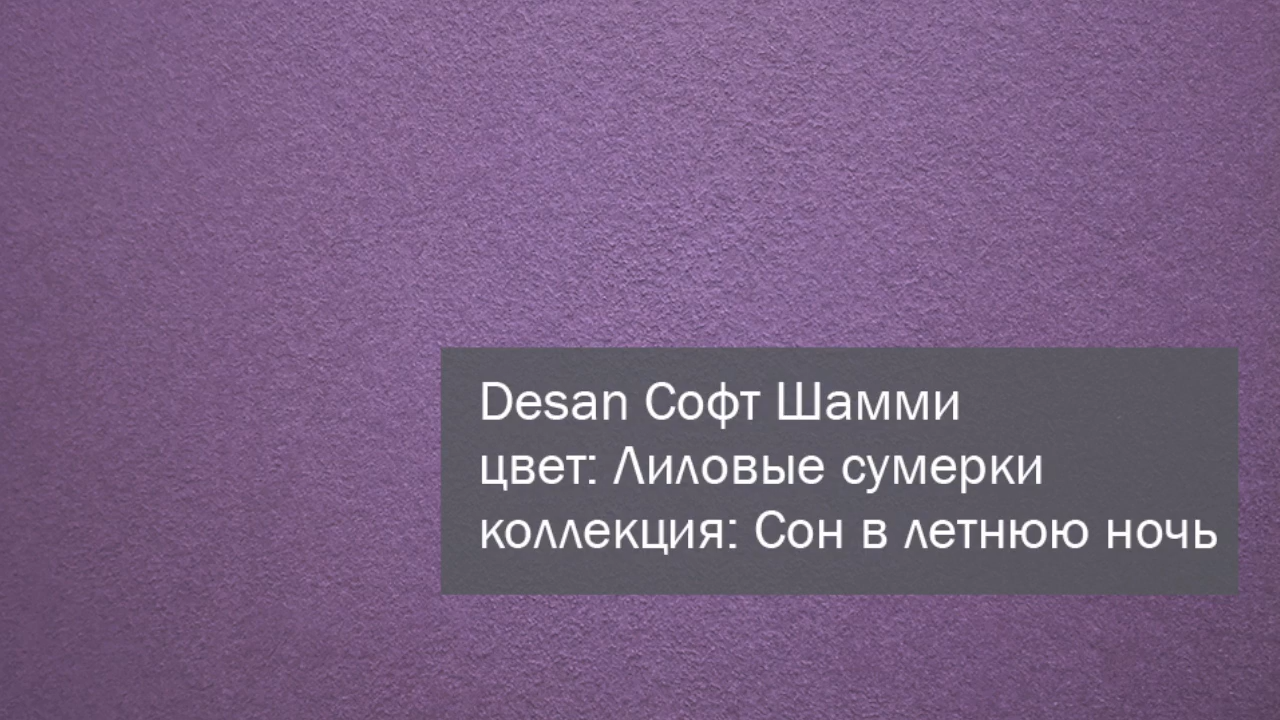 Desan Софт Шамми
цвет: Лиловые сумерки
коллекция: Сон в летнюю ночь